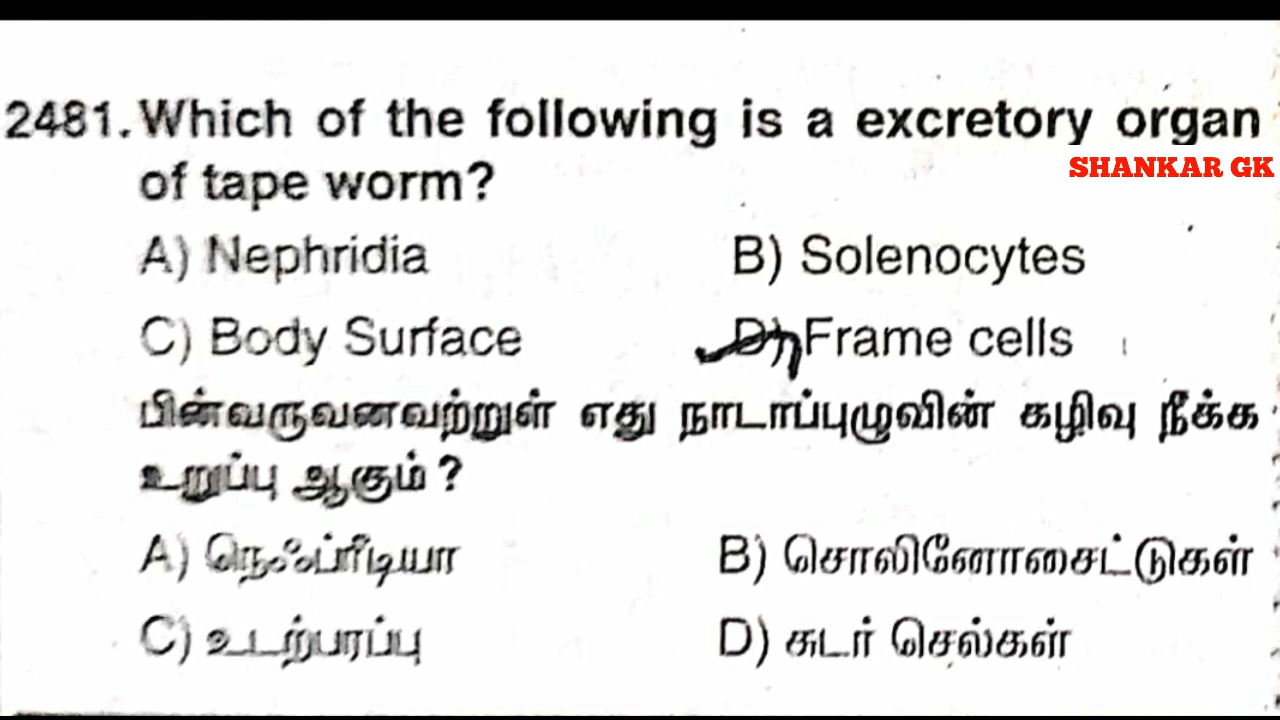 2481. Which of the following is a excretory organ
SHANKAR GK
of tape worm?
A) Nephridia B) Solenocytes
C) Body Surface D) Frame cells
பின்வருவனவற்றுள் எது நாடாப்புழுவின் கழிவு நீக்க
உறுப்பு ஆகும் ?
A) நெஃப்ரீடியா B) சொலினோசைட்டுகள்
C) உடற்பரப்பு D) சுடர் செல்கள்